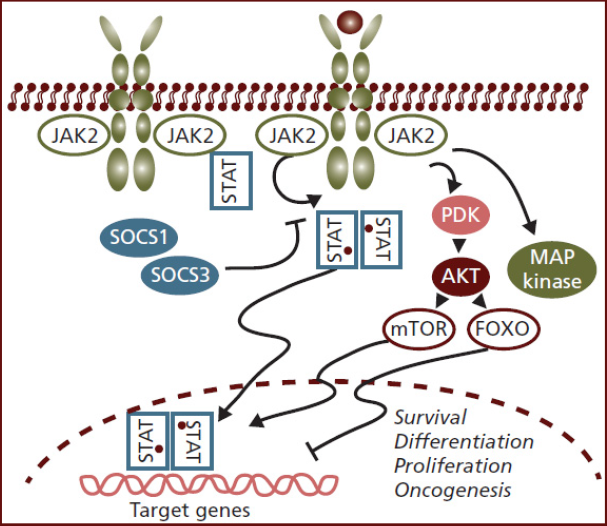 JAK2
JAK2
JAK2
JAK2
STAT
STAT
STAT
PDK
SOCS1
SOCS3
AKT
MAP
kinase
mTOR
FOXO
STAT
STAT
Survival
Differentiation
Proliferation
Oncogenesis
Target genes